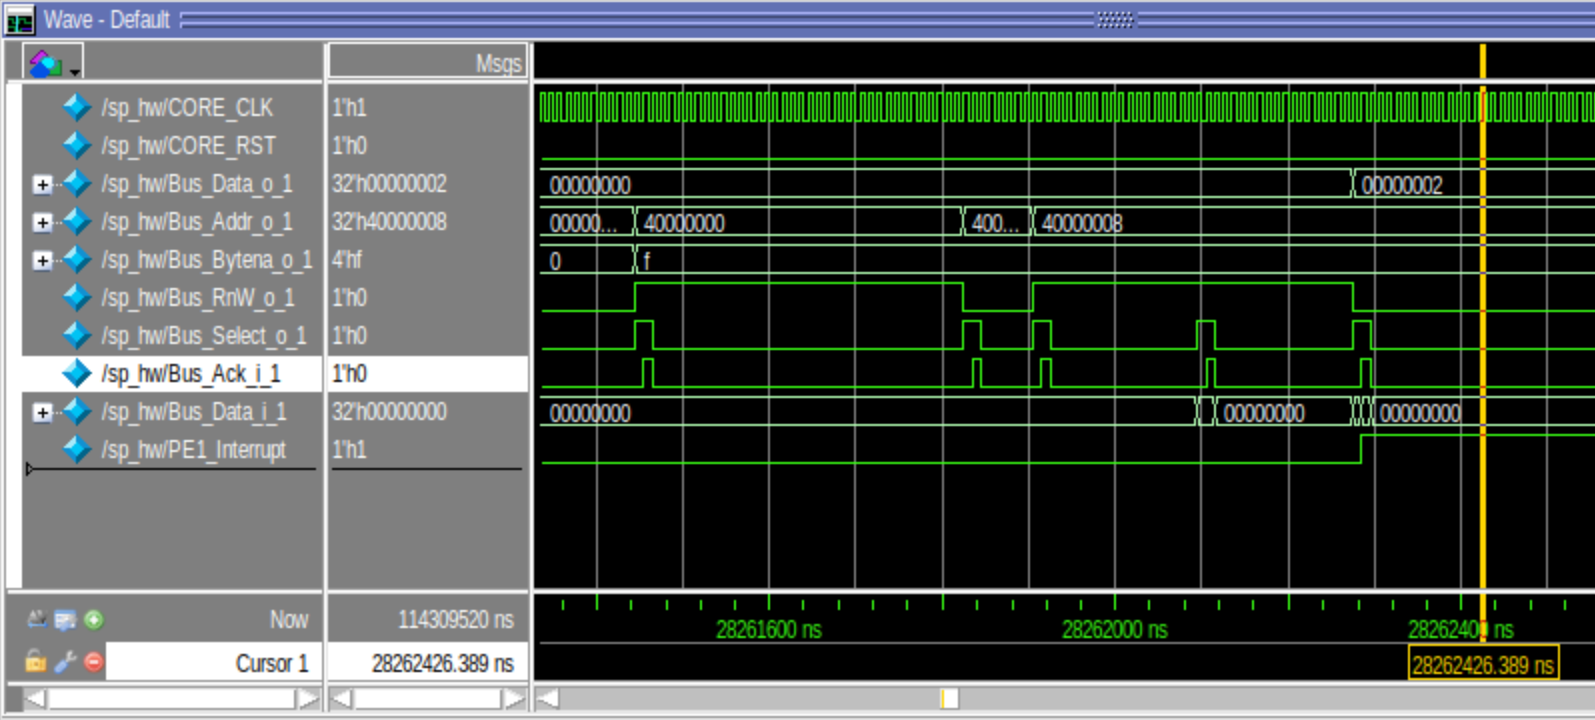 Wave - Default
Msgs
/sp_hw/CORE_CLK 1'h1
/sp_hw/CORE_RST 1'h0
/sp_hw/Bus_Data_o_1 32'h00000002 00000000 00000002
/sp_hw/Bus_Addr_o_1 32'h40000008 00000... 40000000 400... 40000008
/sp_hw/Bus_Bytena_o_1 4'hf 0 f
/sp_hw/Bus_RnW_o_1 1'h0
/sp_hw/Bus_Select_o_1 1'h0
/sp_hw/Bus_Ack_i_1 1'h0
/sp_hw/Bus_Data_i_1 32'h00000000 00000000 00000000 00000000
/sp_hw/PE1_Interrupt 1'h1
Now 114309520 ns 28261600 ns 28262000 ns 28262400 ns
Cursor 1 28262426.389 ns 28262426.389 ns